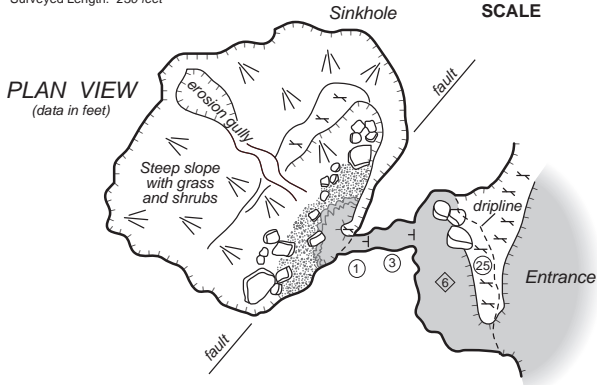 Surveyed Length: 250 feet
Sinkhole
SCALE
PLAN VIEW
(data in feet)
fault
erosion gully
Steep slope
with grass
and shrubs
dripline
1
3
25
6
Entrance
fault